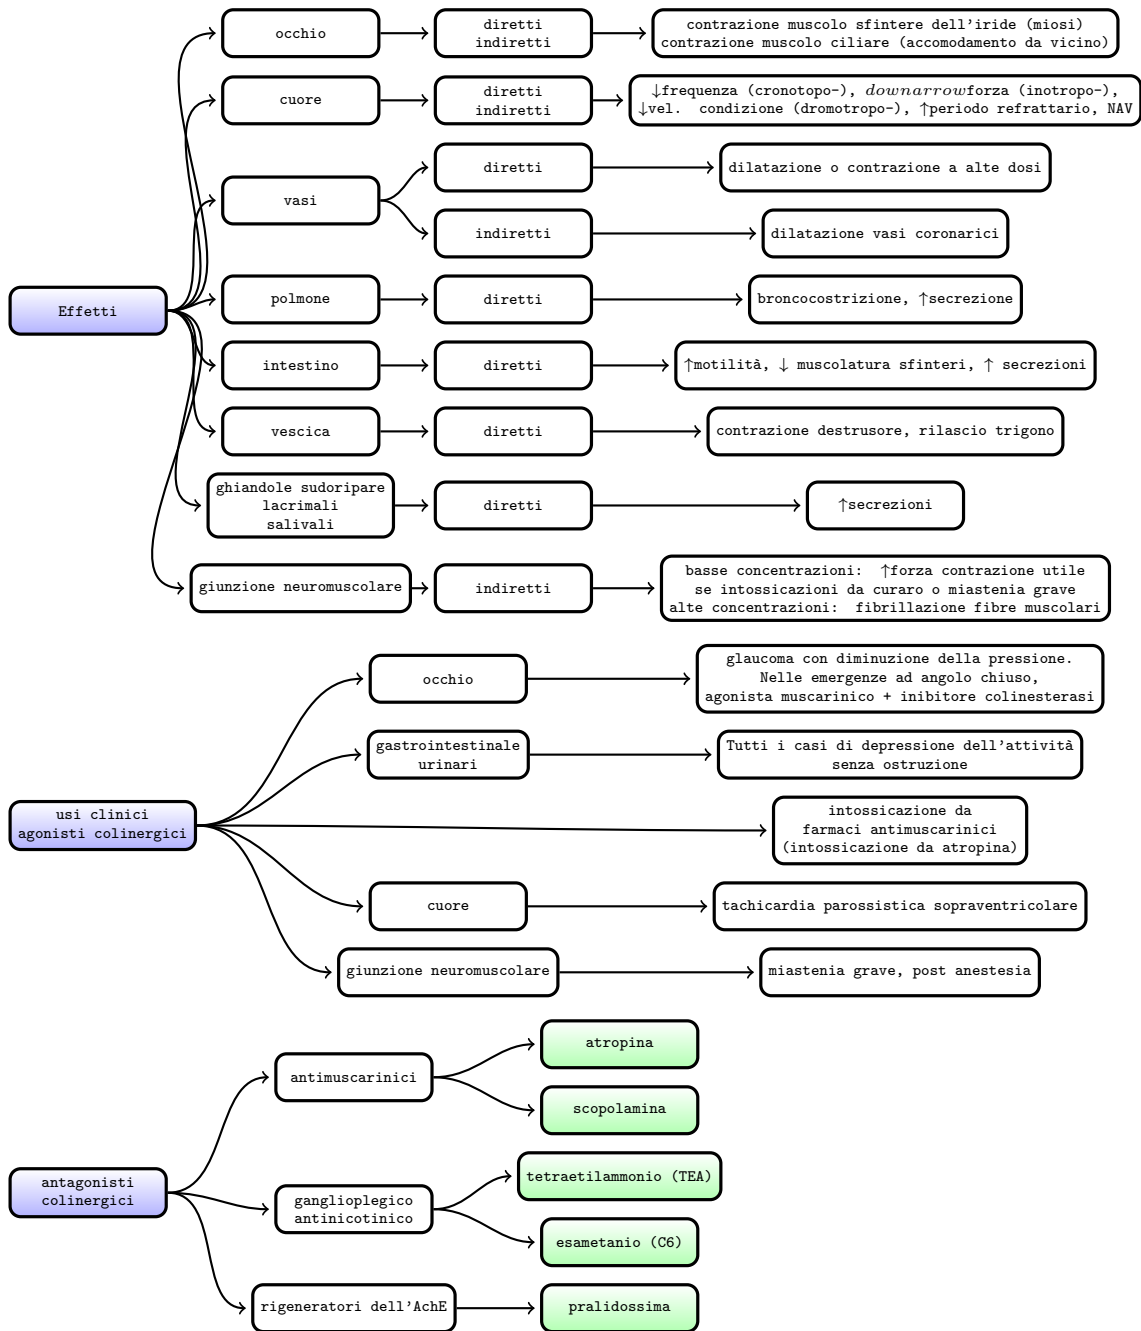 occhio
diretti
indiretti
contrazione muscolo sfintere dell'iride (miosi)
contrazione muscolo ciliare (accomodamento da vicino)
cuore
diretti
indiretti
↓frequenza (cronotopo-), downarrowforza (inotropo-),
↓vel. condizione (dromotropo-), ↑periodo refrattario, NAV
vasi
diretti
dilatazione o contrazione a alte dosi
indiretti
dilatazione vasi coronarici
Effetti
polmone
diretti
broncocostrizione, ↑secrezione
intestino
diretti
↑motilità, ↓ muscolatura sfinteri, ↑ secrezioni
vescica
diretti
contrazione destrusore, rilascio trigono
ghiandole sudoripare
lacrimali
salivali
diretti
↑secrezioni
giunzione neuromuscolare
indiretti
basse concentrazioni: ↑forza contrazione utile
se intossicazioni da curaro o miastenia grave
alte concentrazioni: fibrillazione fibre muscolari
usi clinici
agonisti colinergici
occhio
glaucoma con diminuzione della pressione.
Nelle emergenze ad angolo chiuso,
agonista muscarinico + inibitore colinesterasi
gastrointestinale
urinari
Tutti i casi di depressione dell'attività
senza ostruzione
intossicazione da
farmaci antimuscarinici
(intossicazione da atropina)
cuore
tachicardia parossistica sopraventricolare
giunzione neuromuscolare
miastenia grave, post anestesia
antagonisti
colinergici
antimuscarinici
atropina
scopolamina
ganglioplegico
antinicotinico
tetraetilammonio (TEA)
esametanio (C6)
rigeneratori dell'AchE
pralidossima